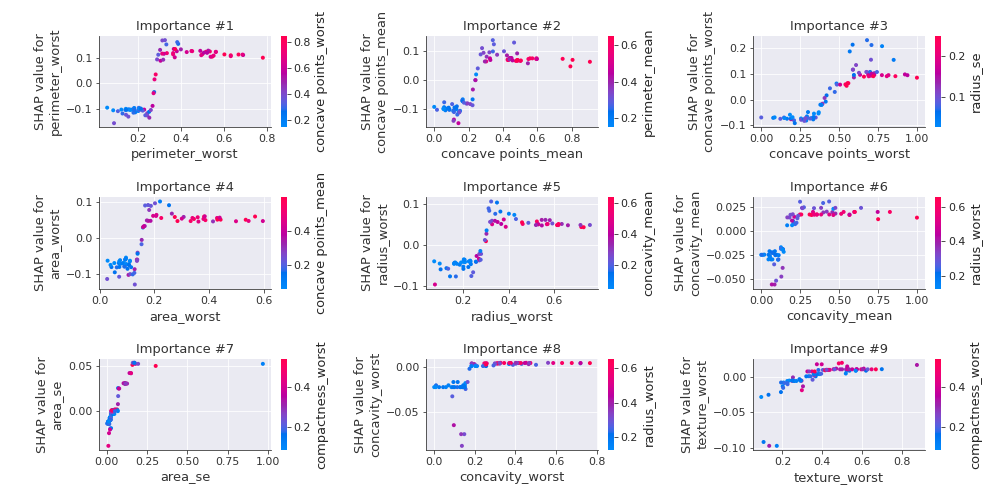 Importance #1
SHAP value for
perimeter_worst
0.1
0.0
−0.1
0.2
0.4
0.6
0.8
perimeter_worst
0.8
0.6
0.4
0.2
concave points_worst
Importance #2
SHAP value for
concave points_mean
0.1
0.0
−0.1
0.0
0.2
0.4
0.6
0.8
concave points_mean
0.6
0.4
0.2
perimeter_mean
Importance #3
SHAP value for
concave points_worst
0.2
0.1
0.0
−0.1
0.00
0.25
0.50
0.75
1.00
concave points_worst
0.2
0.1
radius_se
Importance #4
SHAP value for
area_worst
0.1
0.0
−0.1
0.0
0.2
0.4
0.6
area_worst
0.4
0.2
concave points_mean
Importance #5
SHAP value for
radius_worst
0.1
0.0
−0.1
0.2
0.4
0.6
radius_worst
0.6
0.4
0.2
concavity_mean
Importance #6
SHAP value for
concavity_mean
0.025
0.000
−0.025
−0.050
0.00
0.25
0.50
0.75
1.00
concavity_mean
0.6
0.4
0.2
radius_worst
Importance #7
SHAP value for
area_se
0.05
0.00
0.00
0.25
0.50
0.75
1.00
area_se
0.4
0.2
compactness_worst
Importance #8
SHAP value for
concavity_worst
0.00
−0.05
0.0
0.2
0.4
0.6
0.8
concavity_worst
0.6
0.4
0.2
radius_worst
Importance #9
SHAP value for
texture_worst
0.00
−0.05
−0.10
0.2
0.4
0.6
0.8
texture_worst
0.4
0.2
compactness_worst